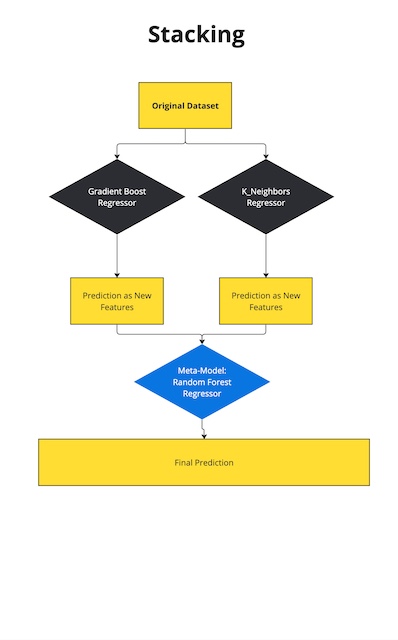 Stacking
Original Dataset
Gradient Boost
Regressor
K_Neighbors
Regressor
Prediction as New
Features
Prediction as New
Features
Meta-Model:
Random Forest
Regressor
Final Prediction